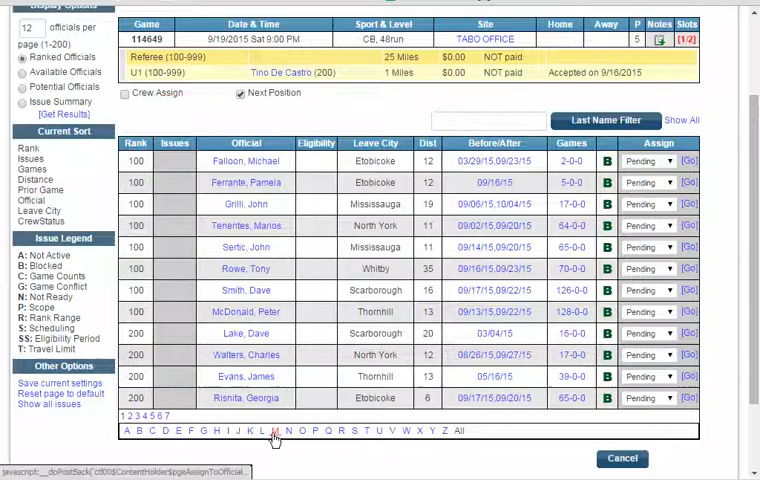 Display Options
12 officials per
page (1-200)
Ranked Officials
Available Officials
Potential Officials
Issue Summary
[Get Results]
Current Sort
Rank
Issues
Games
Distance
Prior Game
Official
Leave City
CrewStatus
Issue Legend
A: Not Active
B: Blocked
C: Game Counts
G: Game Conflict
N: Not Ready
P: Scope
R: Rank Range
S: Scheduling
SS: Eligibility Period
T: Travel Limit
Other Options
Save current settings
Reset page to default
Show all issues
Game Date & Time Sport & Level Site Home Away P Notes Slots
114649 9/19/2015 Sat 9:00 PM CB, 48run TABO OFFICE 5 [1/2]
Referee (100-999) 25 Miles $0.00 NOT paid
U1 (100-999) Tino De Castro (200) 1 Miles $0.00 NOT paid Accepted on 9/16/2015
Crew Assign Next Position
Last Name Filter Show All
Rank Issues Official Eligibility Leave City Dist Before/After Games Assign
100 Falloon, Michael Etobicoke 12 03/29/15,09/23/15 2-0-0 B Pending [Go]
100 Ferrante, Pamela Etobicoke 12 09/16/15 5-0-0 B Pending [Go]
100 Grilli, John Mississauga 19 09/06/15,10/04/15 17-0-0 B Pending [Go]
100 Tenentes, Manos North York 11 09/02/15,09/20/15 64-0-0 B Pending [Go]
100 Sertic, John Mississauga 11 09/14/15,09/20/15 65-0-0 B Pending [Go]
100 Rowe, Tony Whitby 35 09/16/15,09/23/15 70-0-0 B Pending [Go]
100 Smith, Dave Scarborough 16 09/17/15,09/22/15 126-0-0 B Pending [Go]
100 McDonald, Peter Thornhill 13 09/13/15,09/22/15 128-0-0 B Pending [Go]
200 Lake, Dave Scarborough 20 03/04/15 16-0-0 B Pending [Go]
200 Walters, Charles North York 12 08/26/15,09/27/15 17-0-0 B Pending [Go]
200 Evans, James Thornhill 13 05/16/15 39-0-0 B Pending [Go]
200 Risnita, Georgia Etobicoke 6 09/17/15,09/20/15 65-0-0 B Pending [Go]
1 2 3 4 5 6 7
A B C D E F G H I J K L M N O P Q R S T U V W X Y Z All
Cancel
javascript:__doPostBack('ctl00$ContentHolder$pgeAssignToOfficial...